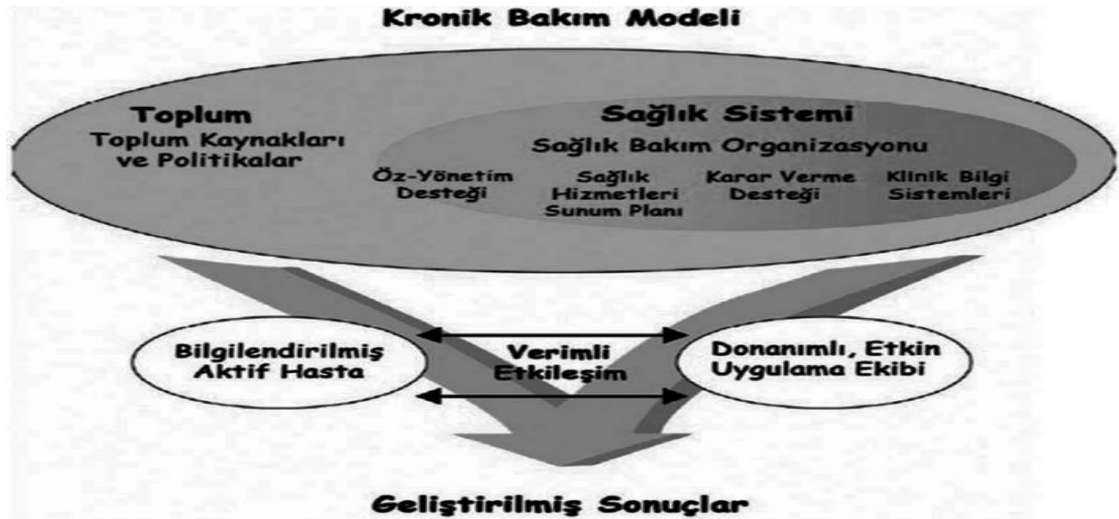 Kronik Bakım Modeli
Toplum
Toplum Kaynakları
ve Politikalar
Sağlık Sistemi
Sağlık Bakım Organizasyonu
Öz-Yönetim
Desteği
Sağlık
Hizmetleri
Sunum Planı
Karar Verme
Desteği
Klinik Bilgi
Sistemleri
Bilgilendirilmiş
Aktif Hasta
Verimli
Etkileşim
Donanımlı, Etkin
Uygulama Ekibi
Geliştirilmiş Sonuçlar